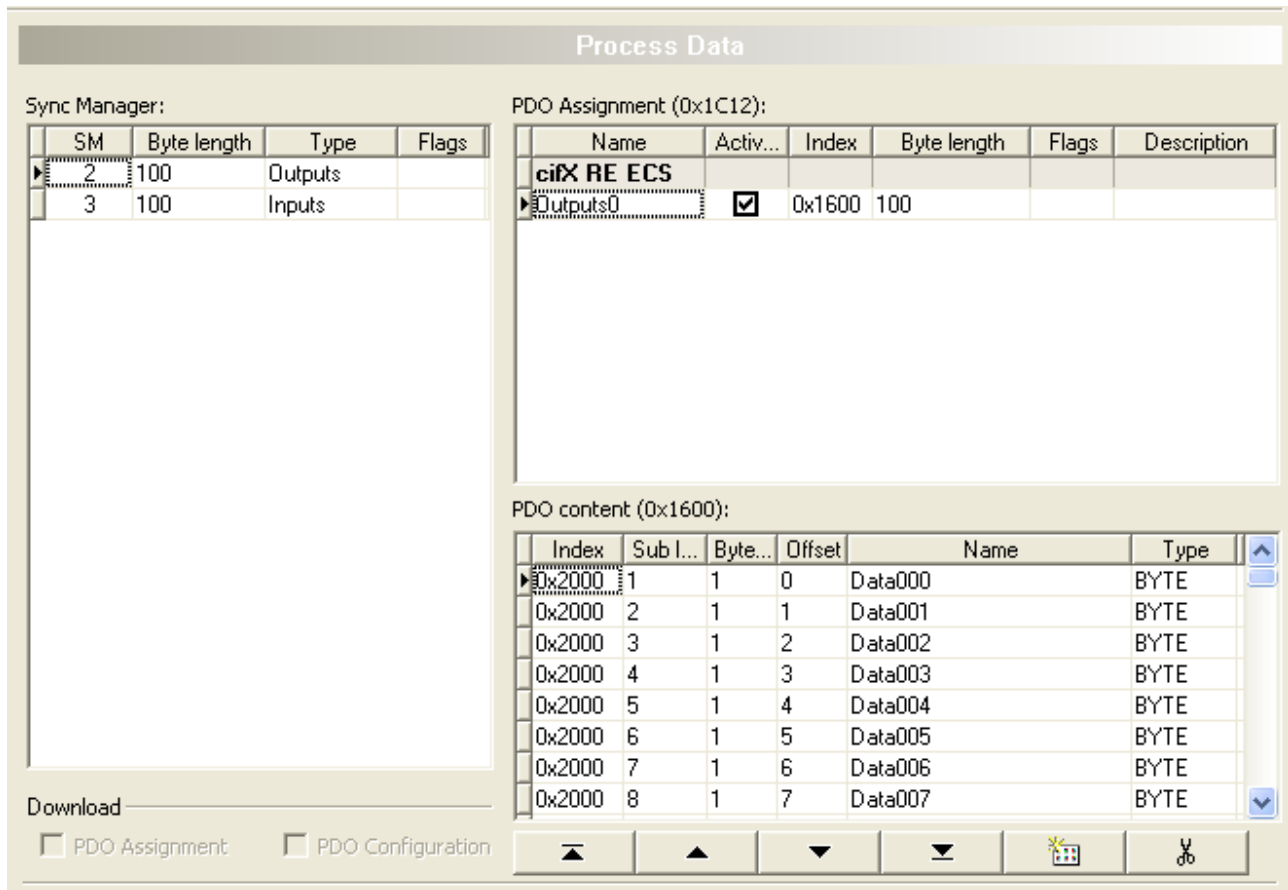 Process Data
Sync Manager:
SM Byte length Type Flags
2 100 Outputs
3 100 Inputs
PDO Assignment (0x1C12):
Name Activ... Index Byte length Flags Description
cifX RE ECS
Outputs0 0x1600 100
PDO content (0x1600):
Index Sub I... Byte... Offset Name Type
0x2000 1 1 0 Data000 BYTE
0x2000 2 1 1 Data001 BYTE
0x2000 3 1 2 Data002 BYTE
0x2000 4 1 3 Data003 BYTE
0x2000 5 1 4 Data004 BYTE
0x2000 6 1 5 Data005 BYTE
0x2000 7 1 6 Data006 BYTE
0x2000 8 1 7 Data007 BYTE
Download
PDO Assignment PDO Configuration